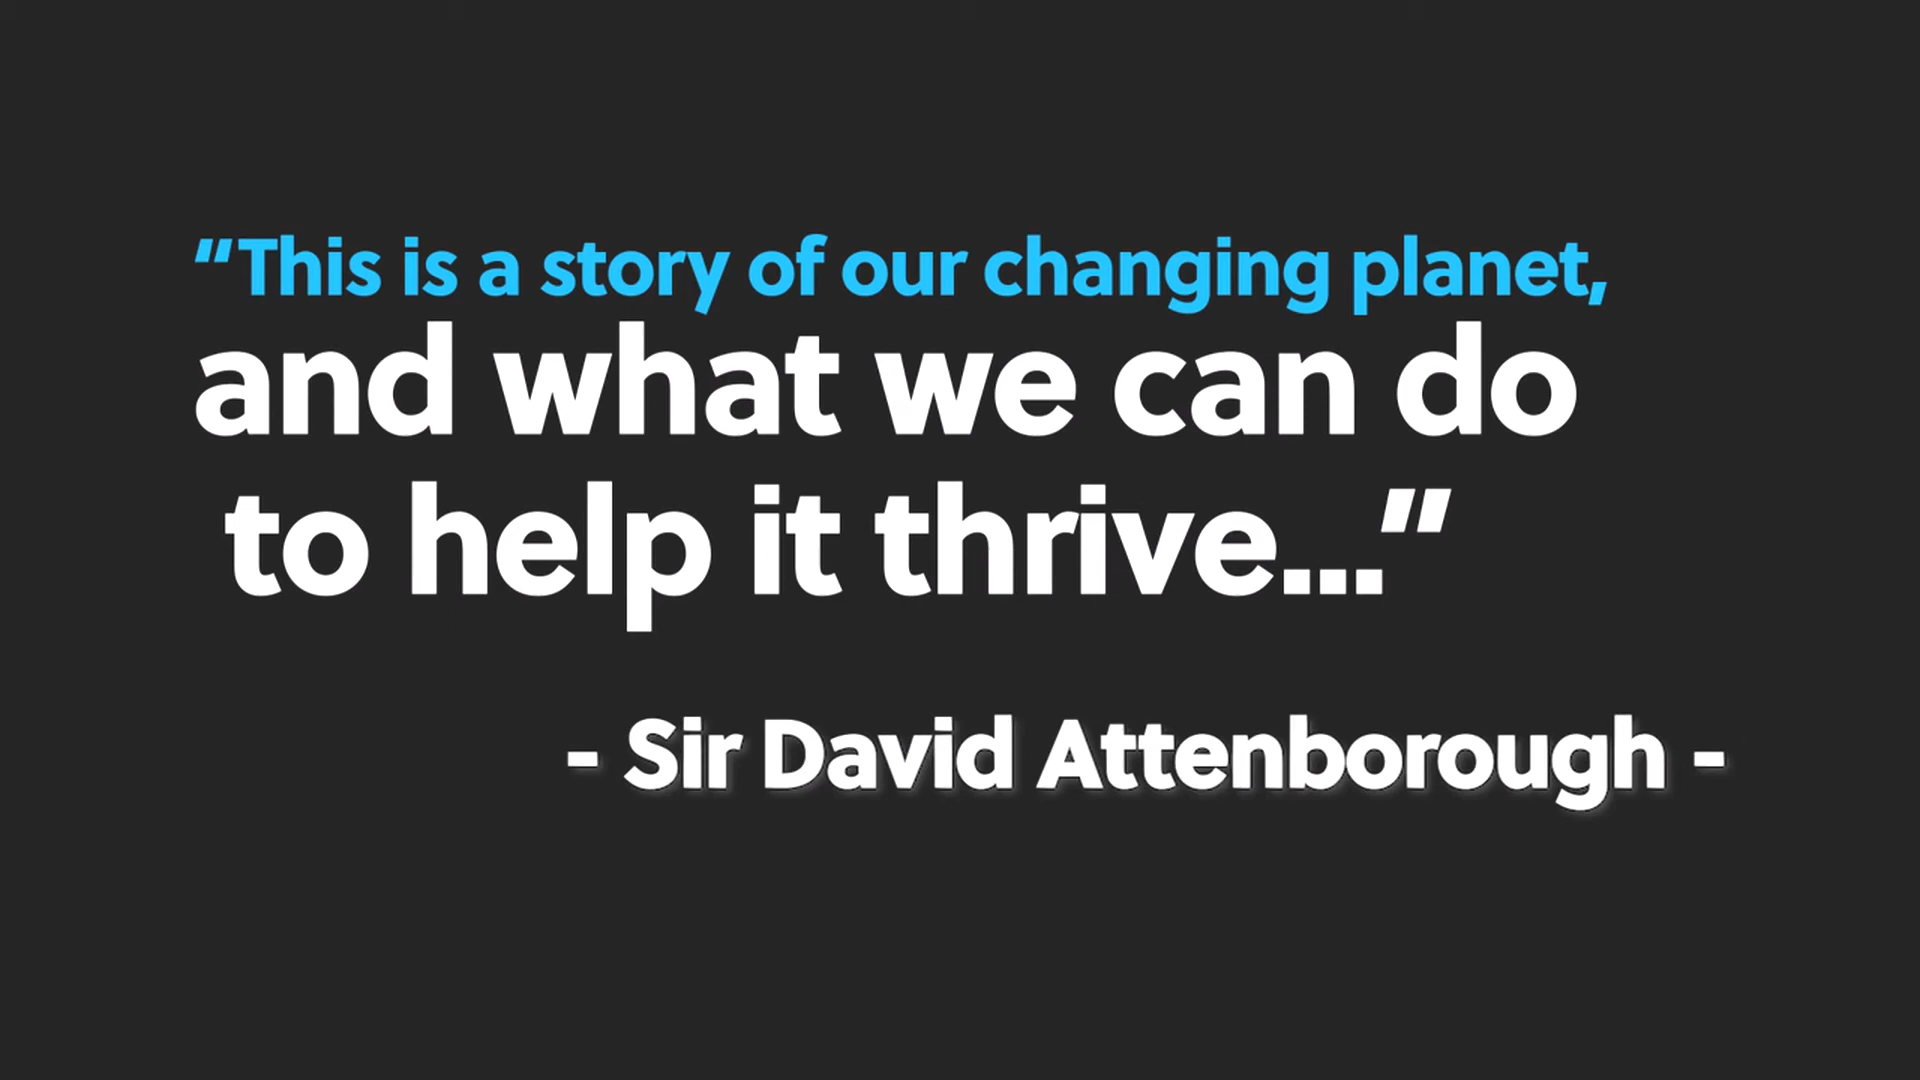 “This is a story of our changing planet,
and what we can do
to help it thrive...”
- Sir David Attenborough -